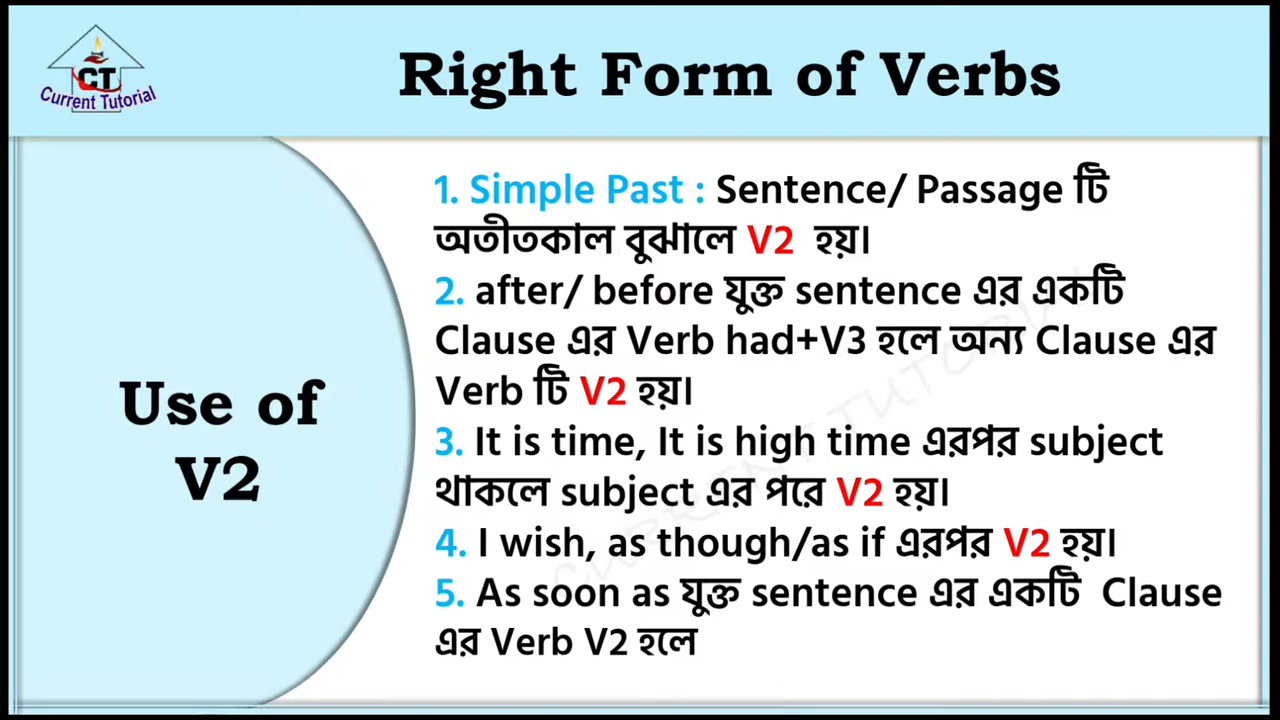 CT
Current Tutorial
Right Form of Verbs
Use of
V2
1. Simple Past : Sentence/ Passage টি
অতীতকাল বুঝালে V2 হয়।
2. after/ before যুক্ত sentence এর একটি
Clause এর Verb had+V3 হলে অন্য Clause এর
Verb টি V2 হয়।
3. It is time, It is high time এরপর subject
থাকলে subject এর পরে V2 হয়।
4. I wish, as though/as if এরপর V2 হয়।
5. As soon as যুক্ত sentence এর একটি Clause
এর Verb V2 হলে
CURRENT TUTORIAL